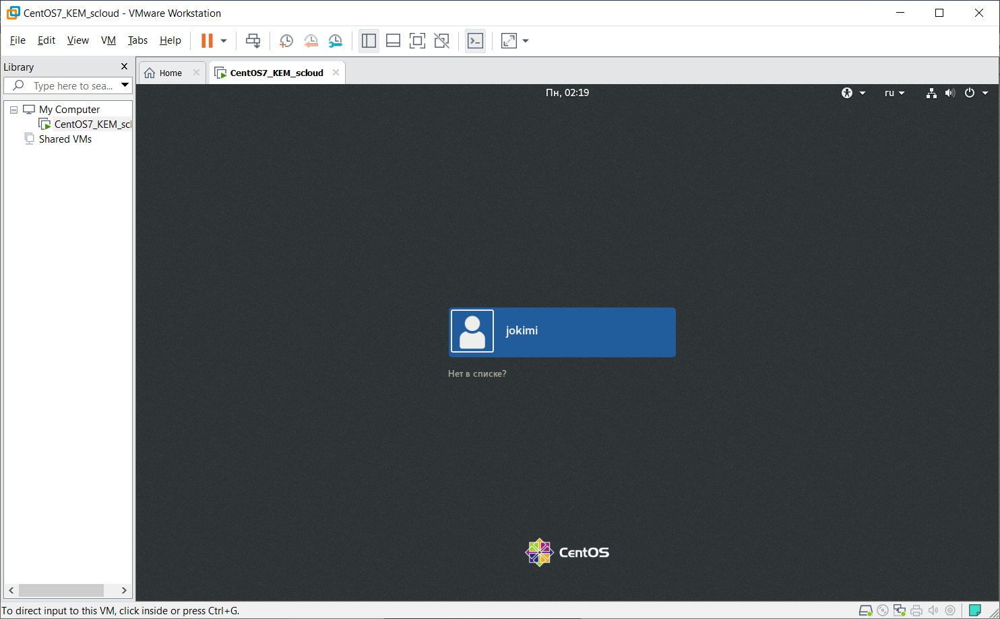 CentOS7_KEM_scloud - VMware Workstation
File Edit View VM Tabs Help
Library
Home
CentOS7_KEM_scloud
Type here to sea...
My Computer
CentOS7_KEM_scl
Shared VMs
Пн, 02:19
ru
jokimi
Нет в списке?
CentOS
To direct input to this VM, click inside or press Ctrl+G.